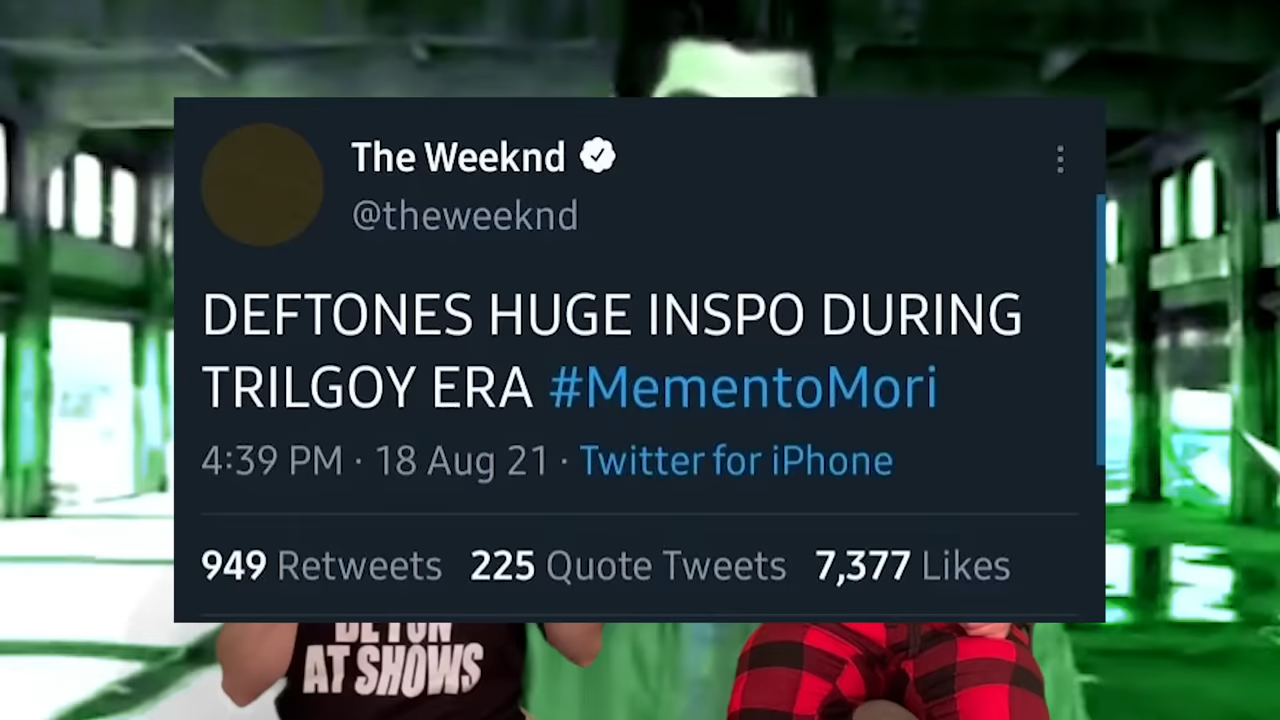 The Weeknd
@theweeknd
DEFTONES HUGE INSPO DURING
TRILGOY ERA #MementoMori
4:39 PM · 18 Aug 21 · Twitter for iPhone
949 Retweets 225 Quote Tweets 7,377 Likes
AT SHOWS